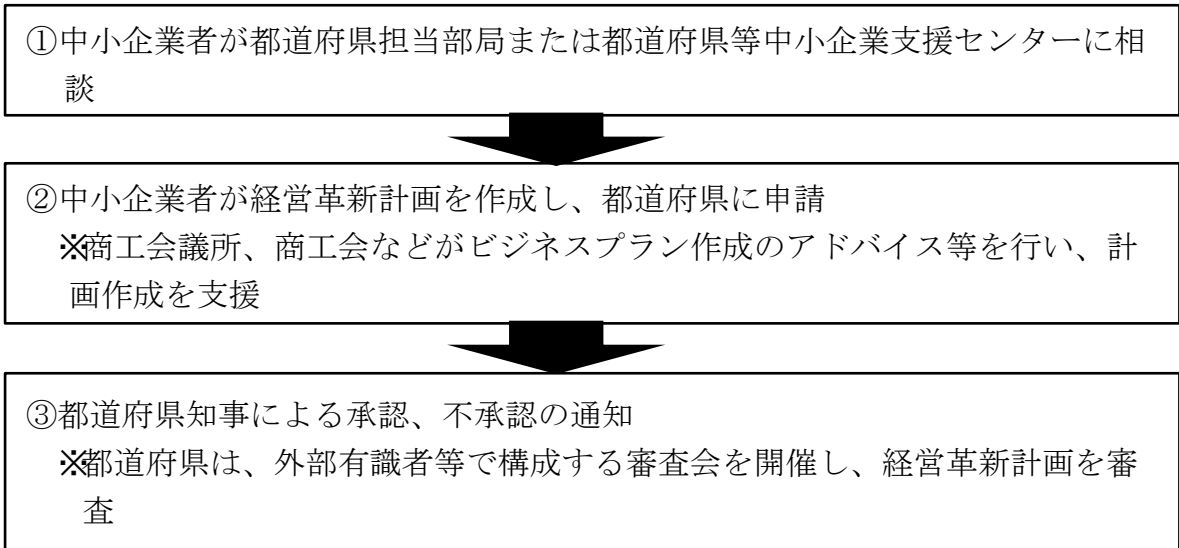 ①中小企業者が都道府県担当部局または都道府県等中小企業支援センターに相
談
②中小企業者が経営革新計画を作成し、都道府県に申請
※商工会議所、商工会などがビジネスプラン作成のアドバイス等を行い、計
画作成を支援
③都道府県知事による承認、不承認の通知
※都道府県は、外部有識者等で構成する審査会を開催し、経営革新計画を審
査